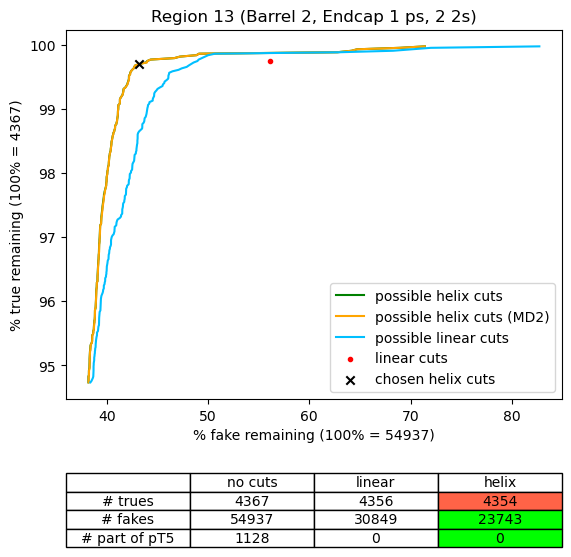 Region 13 (Barrel 2, Endcap 1 ps, 2 2s)
100
99
98
97
96
95
% true remaining (100% = 4367)
possible helix cuts
possible helix cuts (MD2)
possible linear cuts
linear cuts
chosen helix cuts
40 50 60 70 80
% fake remaining (100% = 54937)
no cuts linear helix
# trues 4367 4356 4354
# fakes 54937 30849 23743
# part of pT5 1128 0 0